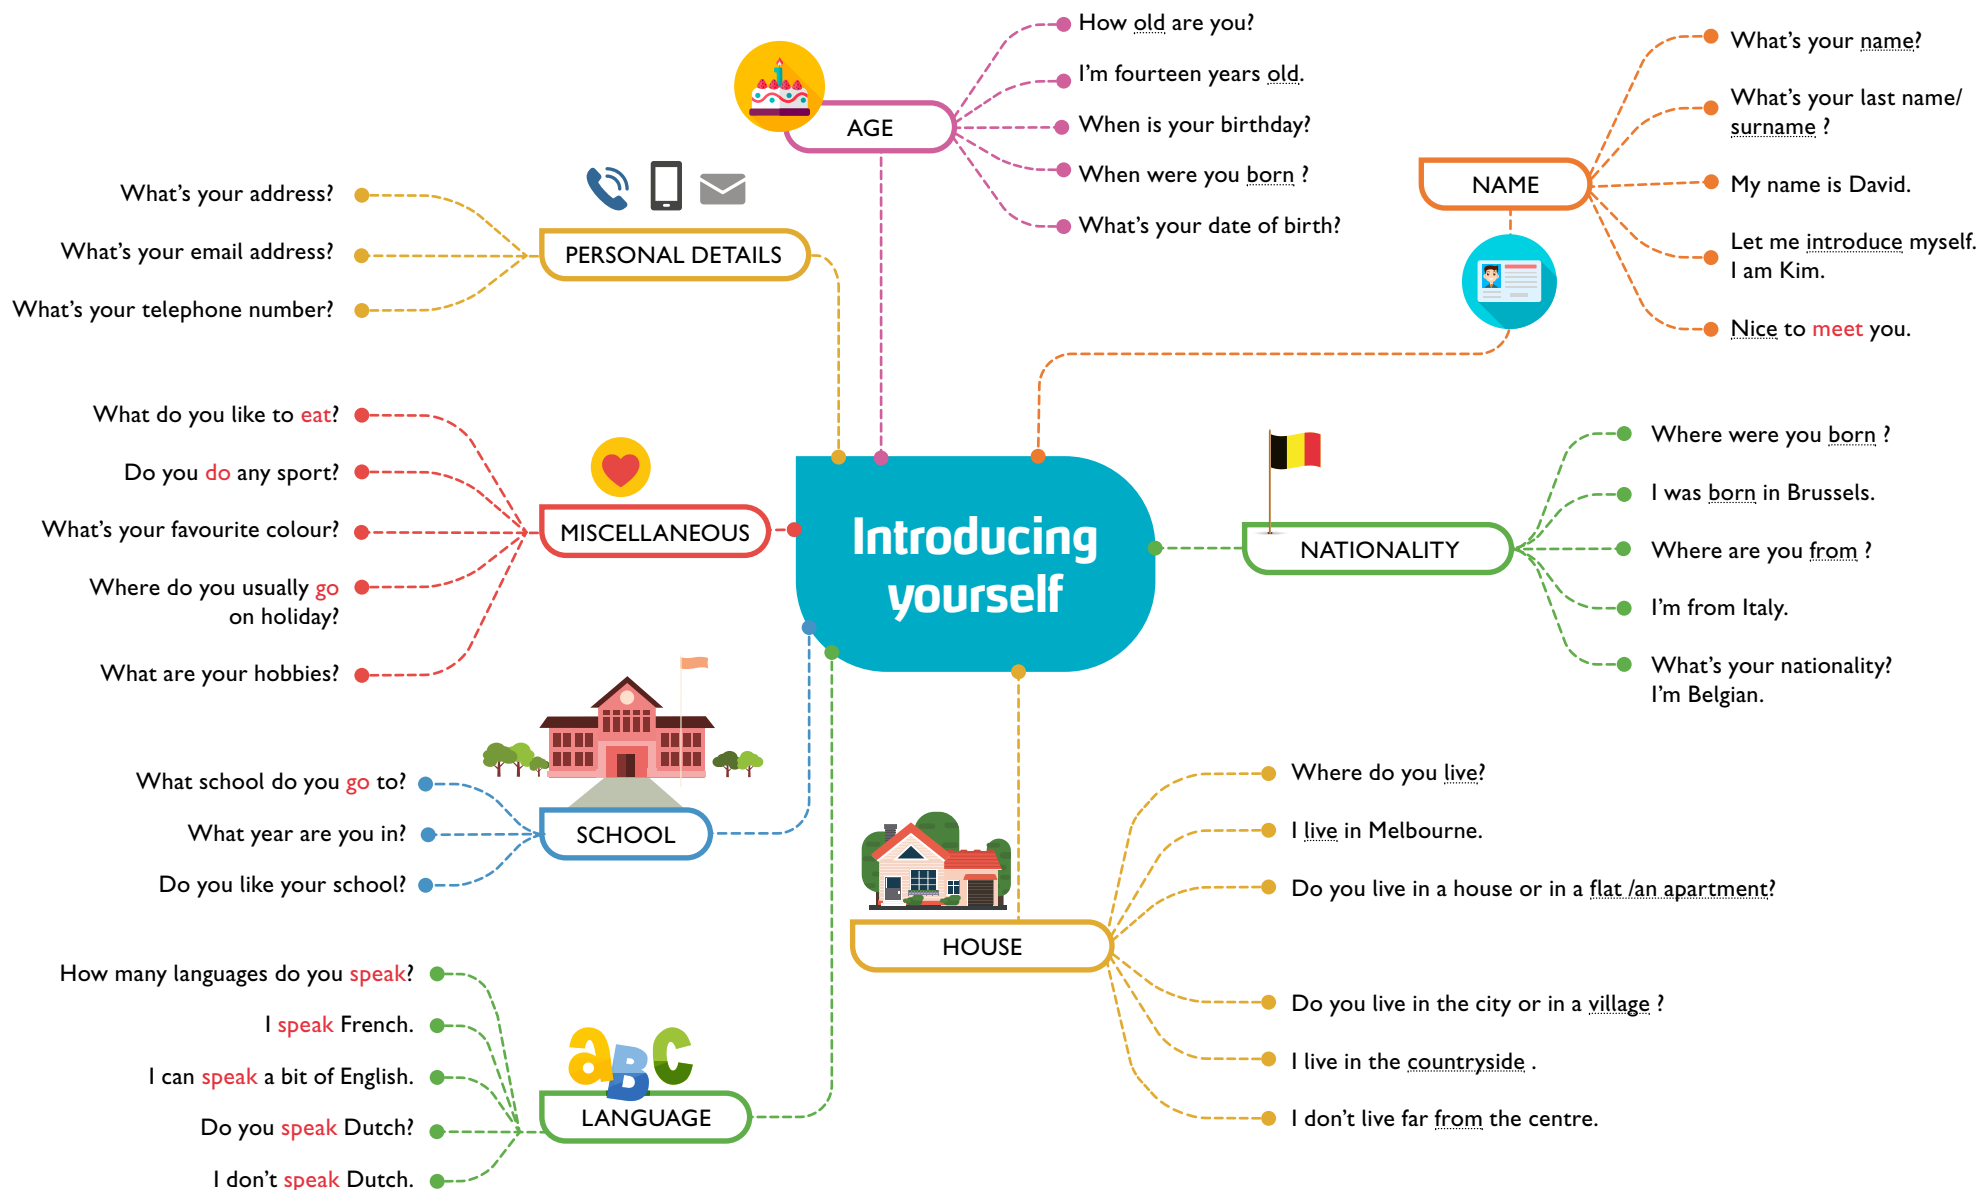 Introducing
yourself
AGE
How old are you?
I'm fourteen years old.
When is your birthday?
When were you born ?
What's your date of birth?
NAME
What's your name?
What's your last name/
surname ?
My name is David.
Let me introduce myself.
I am Kim.
Nice to meet you.
NATIONALITY
Where were you born ?
I was born in Brussels.
Where are you from ?
I'm from Italy.
What's your nationality?
I'm Belgian.
HOUSE
Where do you live?
I live in Melbourne.
Do you live in a house or in a flat /an apartment?
Do you live in the city or in a village ?
I live in the countryside .
I don't live far from the centre.
PERSONAL DETAILS
What's your address?
What's your email address?
What's your telephone number?
MISCELLANEOUS
What do you like to eat?
Do you do any sport?
What's your favourite colour?
Where do you usually go
on holiday?
What are your hobbies?
SCHOOL
What school do you go to?
What year are you in?
Do you like your school?
aBc
LANGUAGE
How many languages do you speak?
I speak French.
I can speak a bit of English.
Do you speak Dutch?
I don't speak Dutch.
1